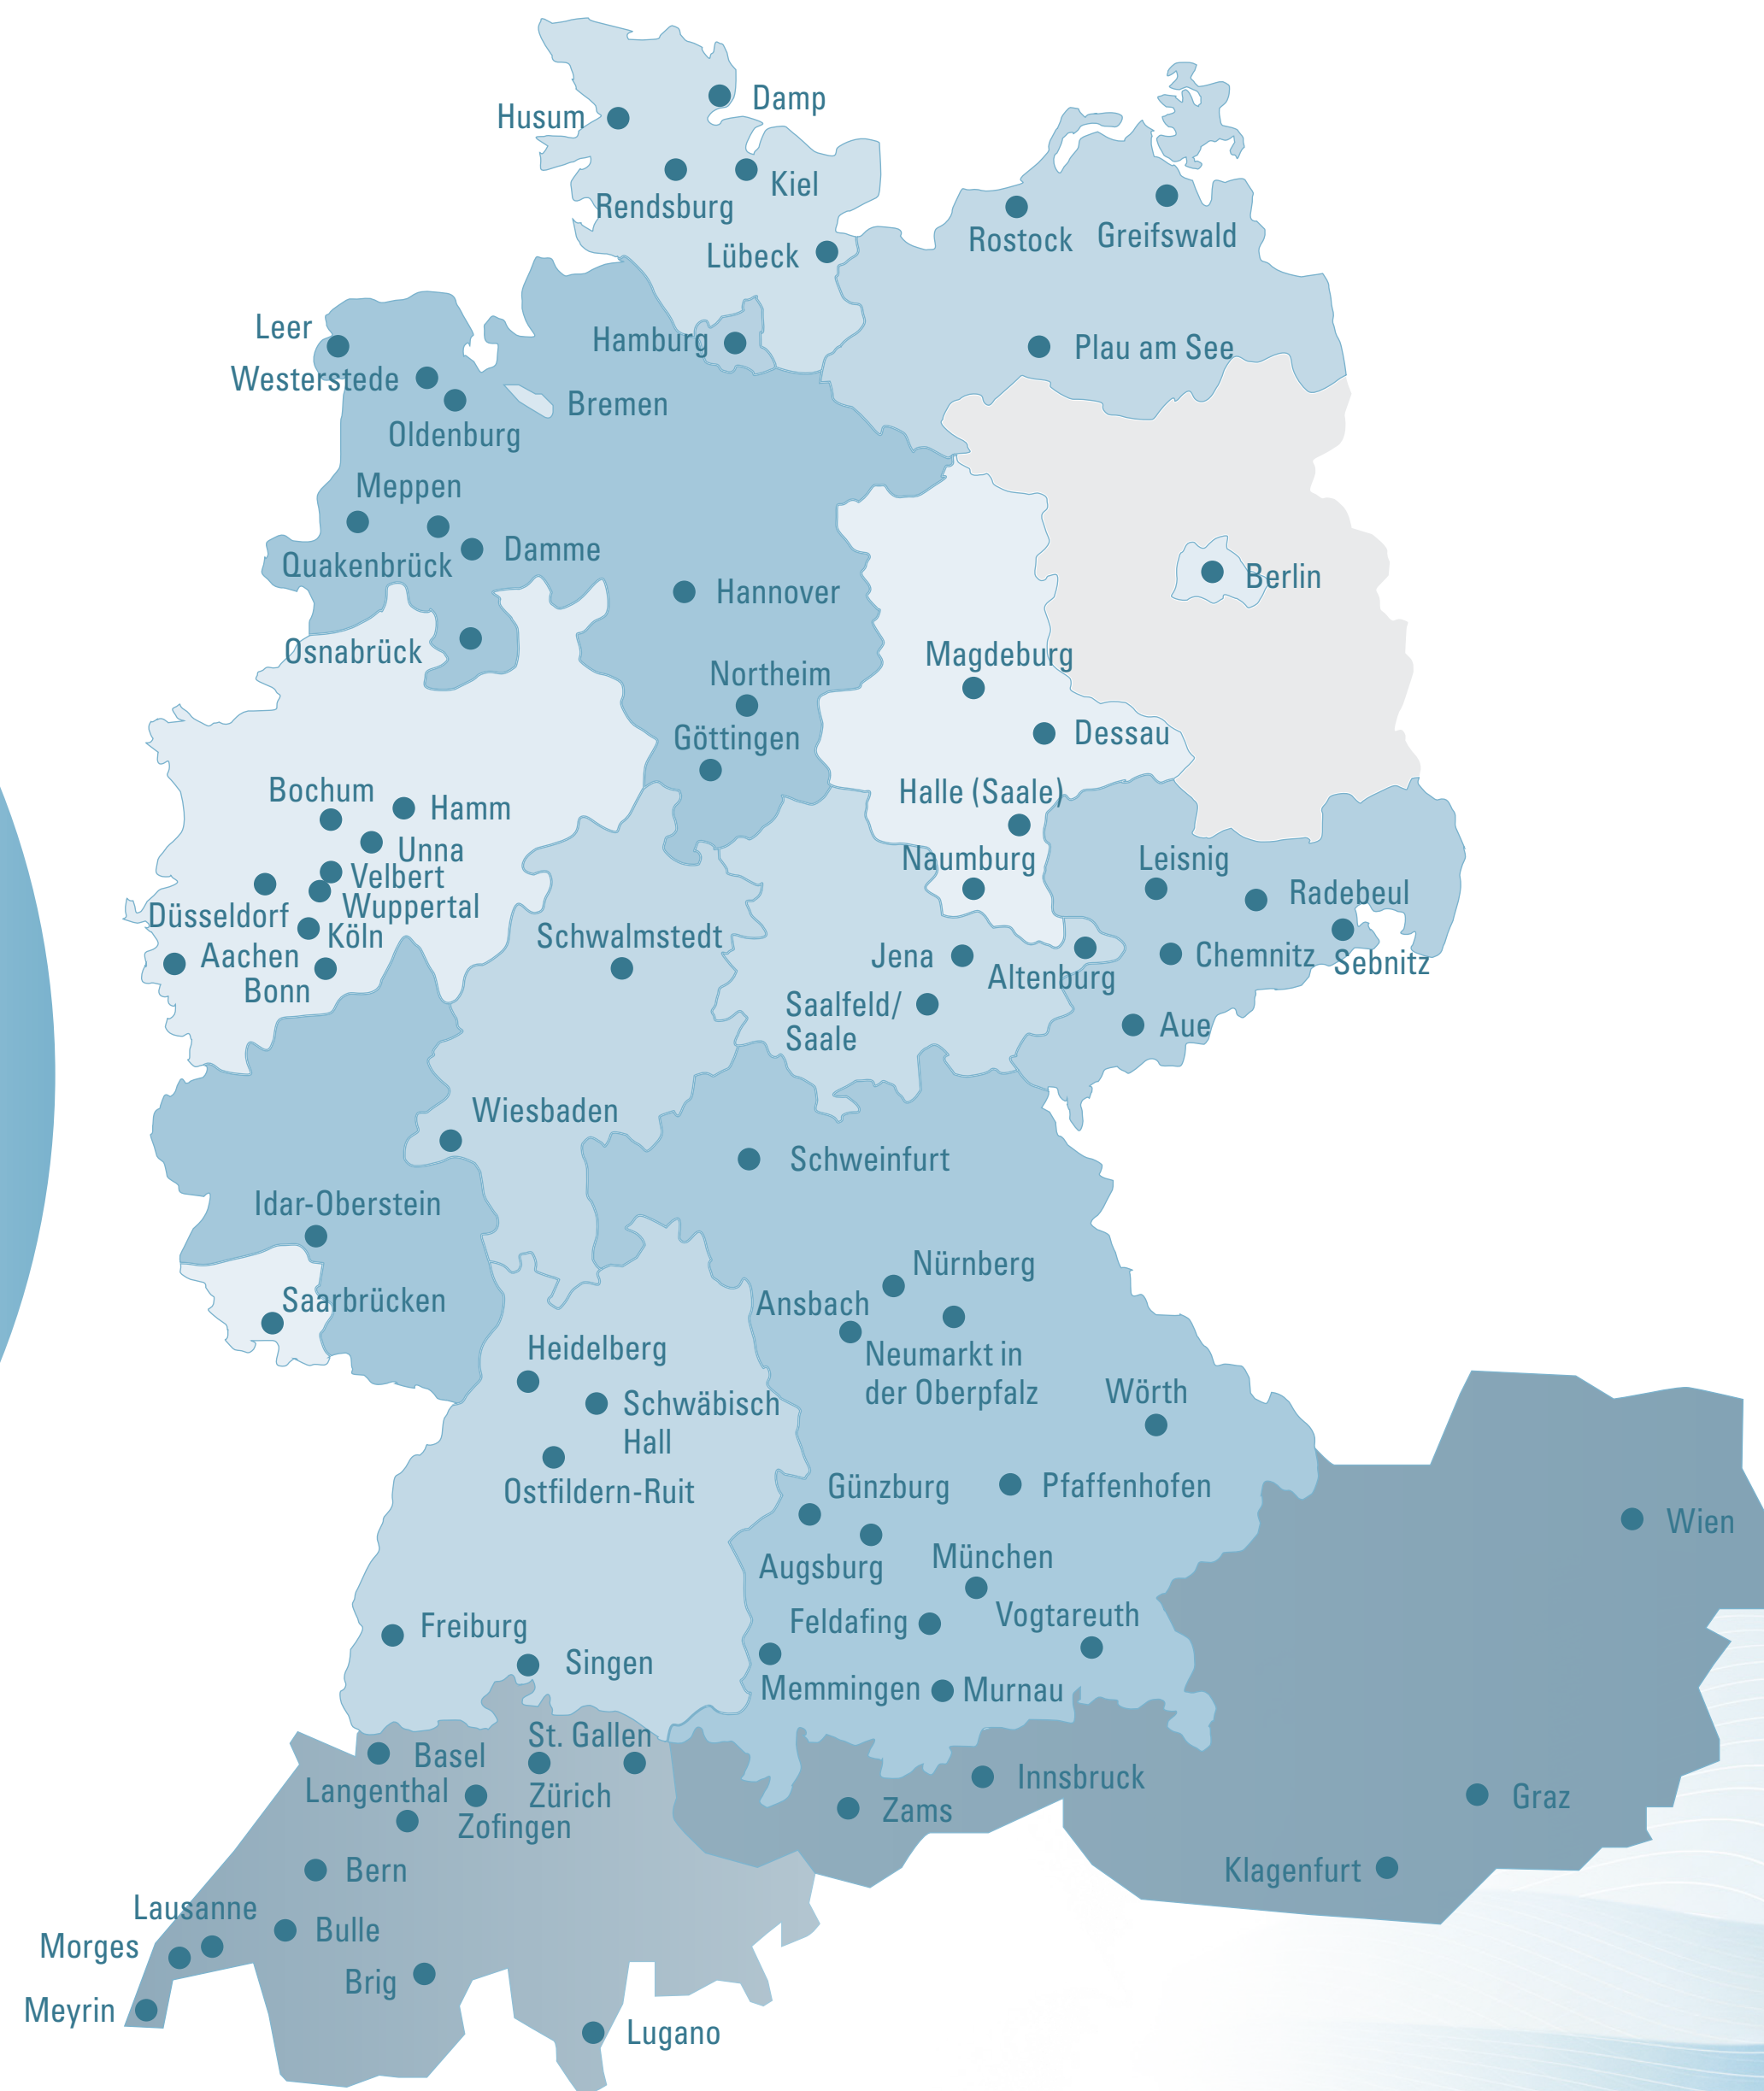 Damp
Husum
Kiel
Rendsburg
Rostock
Greifswald
Lübeck
Leer
Hamburg
Plau am See
Westerstede
Bremen
Oldenburg
Meppen
Damme
Quakenbrück
Berlin
Hannover
Osnabrück
Magdeburg
Northeim
Dessau
Göttingen
Bochum
Halle (Saale)
Hamm
Unna
Naumburg
Leisnig
Velbert
Radebeul
Wuppertal
Düsseldorf
Köln
Schwalmstedt
Aachen
Jena
Chemnitz
Sebnitz
Altenburg
Bonn
Saalfeld/
Saale
Aue
Wiesbaden
Schweinfurt
Idar-Oberstein
Nürnberg
Saarbrücken
Ansbach
Heidelberg
Neumarkt in
der Oberpfalz
Wörth
Schwäbisch
Hall
Günzburg
Pfaffenhofen
Ostfildern-Ruit
Wien
München
Augsburg
Vogtareuth
Feldafing
Freiburg
Singen
Memmingen
Murnau
St. Gallen
Basel
Innsbruck
Langenthal
Zürich
Graz
Zams
Zofingen
Bern
Klagenfurt
Lausanne
Bulle
Morges
Brig
Meyrin
Lugano